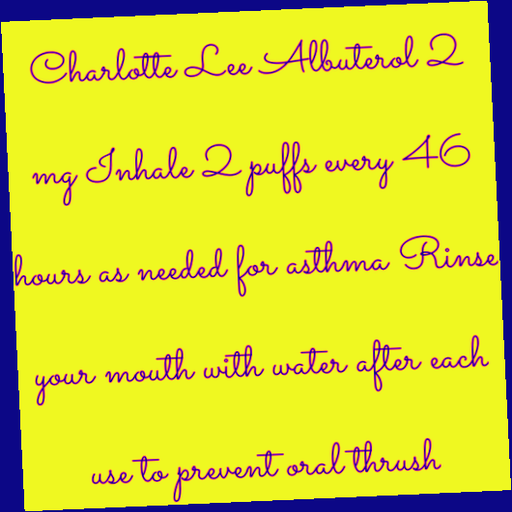 Charlotte Lee Albuterol 2
mg Inhale 2 puffs every 46
hours as needed for asthma Rinse
your mouth with water after each
use to prevent oral thrush